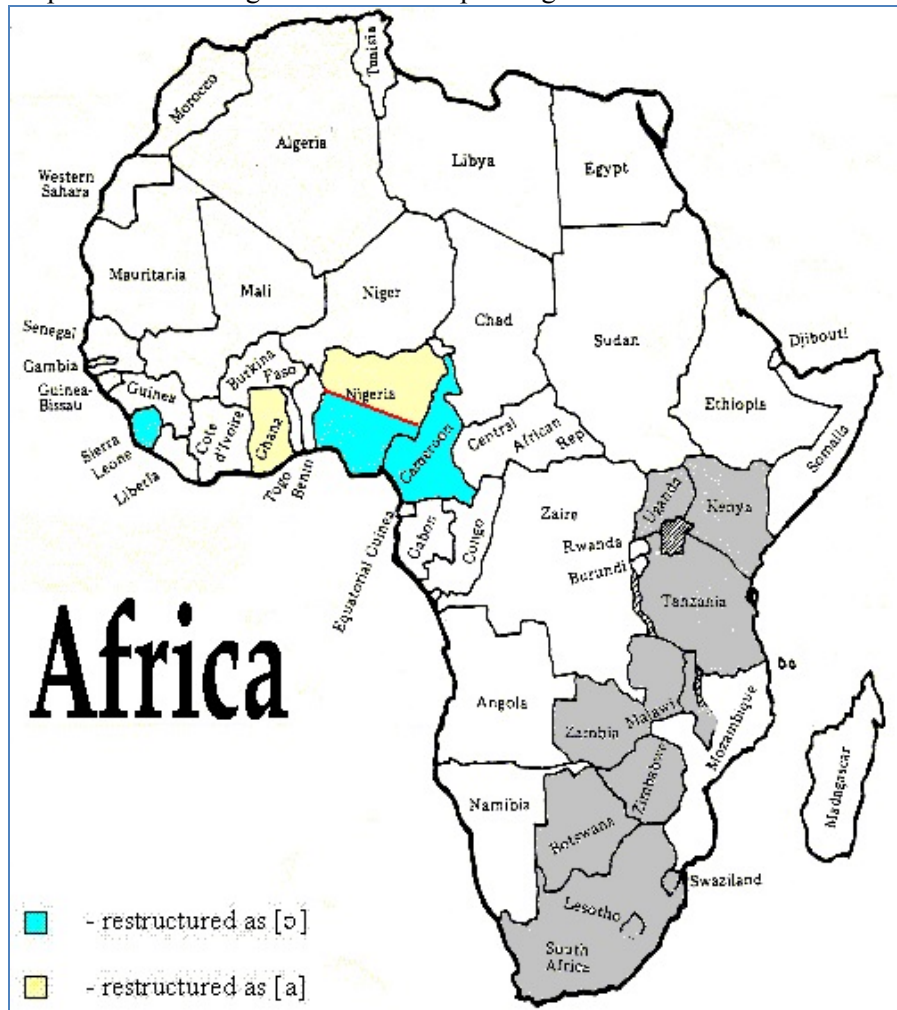 Tunisia
Morocco
Algeria
Libya
Egypt
Western
Sahara
Mauritania
Mali
Niger
Chad
Sudan
Senegal
Gambia
Guinea-
Bissau
Guinea
Burkina
Faso
Nigeria
Djibouti
Ethiopia
Somalia
Sierra
Leone
Liberia
Cote
d'Ivoire
Ghana
Togo
Benin
Cameroon
Central
African
Rep
Equatorial Guinea
Gabon
Congo
Zaire
Uganda
Kenya
Rwanda
Burundi
Tanzania
Africa
Angola
Zambia
Malawi
Mozambique
Madagascar
Namibia
Zimbabwe
Botswana
Swaziland
Lesotho
South
Africa
- restructured as [ɔ]
- restructured as [a]